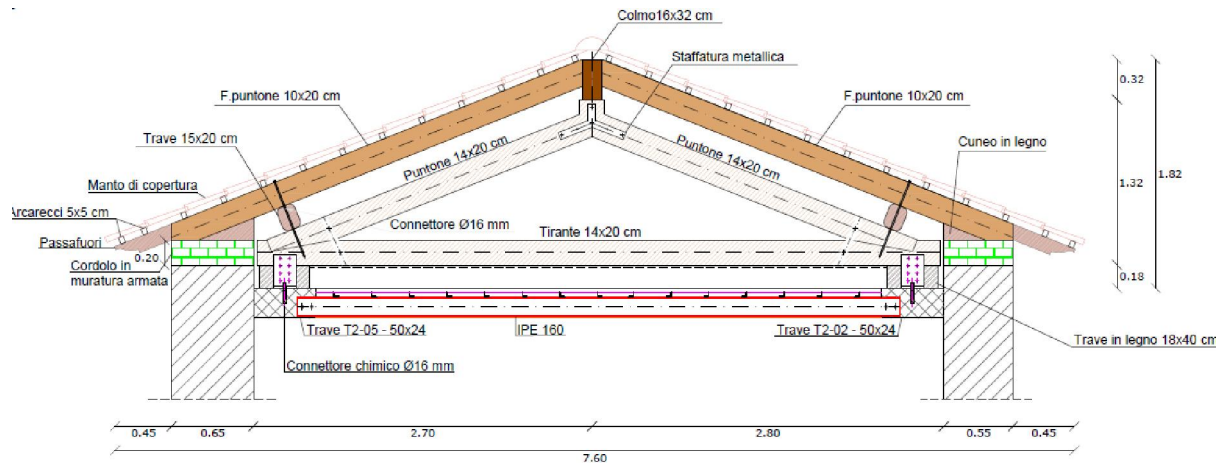 Colmo16x32 cm
Staffatura metallica
F.puntone 10x20 cm
F.puntone 10x20 cm
Trave 15x20 cm
Puntone 14x20 cm
Puntone 14x20 cm
Cuneo in legno
Manto di copertura
Arcarecci 5x5 cm
Connettore Ø16 mm
Tirante 14x20 cm
Passafuori
0.20
Cordolo in
muratura armata
Trave T2-05 - 50x24
IPE 160
Trave T2-02 - 50x24
Trave in legno 18x40 cm
Connettore chimico Ø16 mm
0.32
1.32
1.82
0.18
0.45
0.65
2.70
2.80
0.55
0.45
7.60